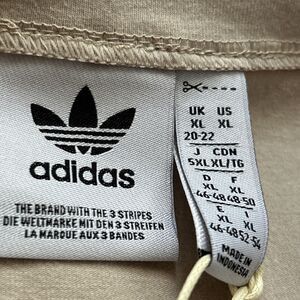 adidas
THE BRAND WITH THE 3 STRIPES
DIE WELTMARKE MIT DEN 3 STREIFEN
LA MARQUE AUX 3 BANDES
UK US
XL XL
20-22
J CDN
5XL XL/TG
D F
XL XL
46-48 48-50
E I
XL XL
46-48 52-54
MADE IN
INDONESIA